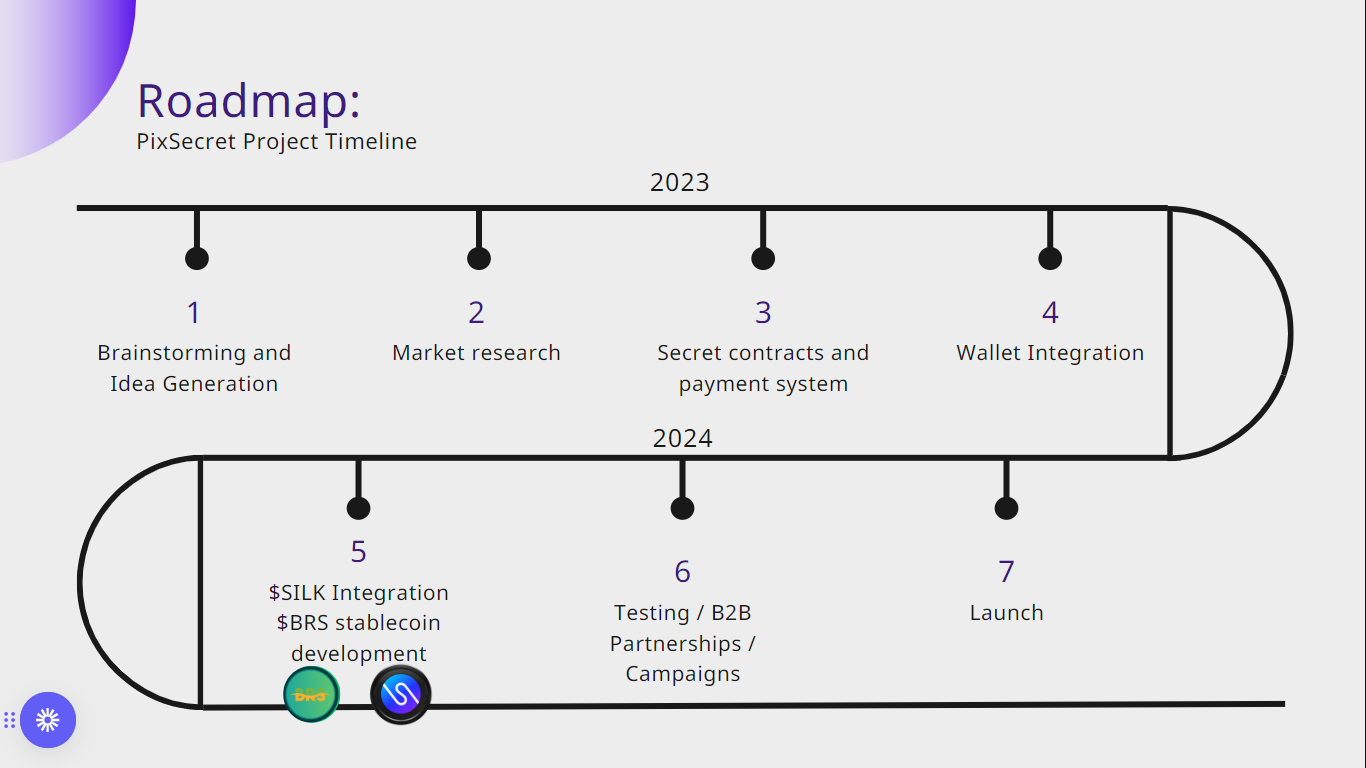 Roadmap:
PixSecret Project Timeline
2023
1
Brainstorming and
Idea Generation
2
Market research
3
Secret contracts and
payment system
4
Wallet Integration
2024
5
$SILK Integration
$BRS stablecoin
development
BRS
6
Testing / B2B
Partnerships /
Campaigns
7
Launch